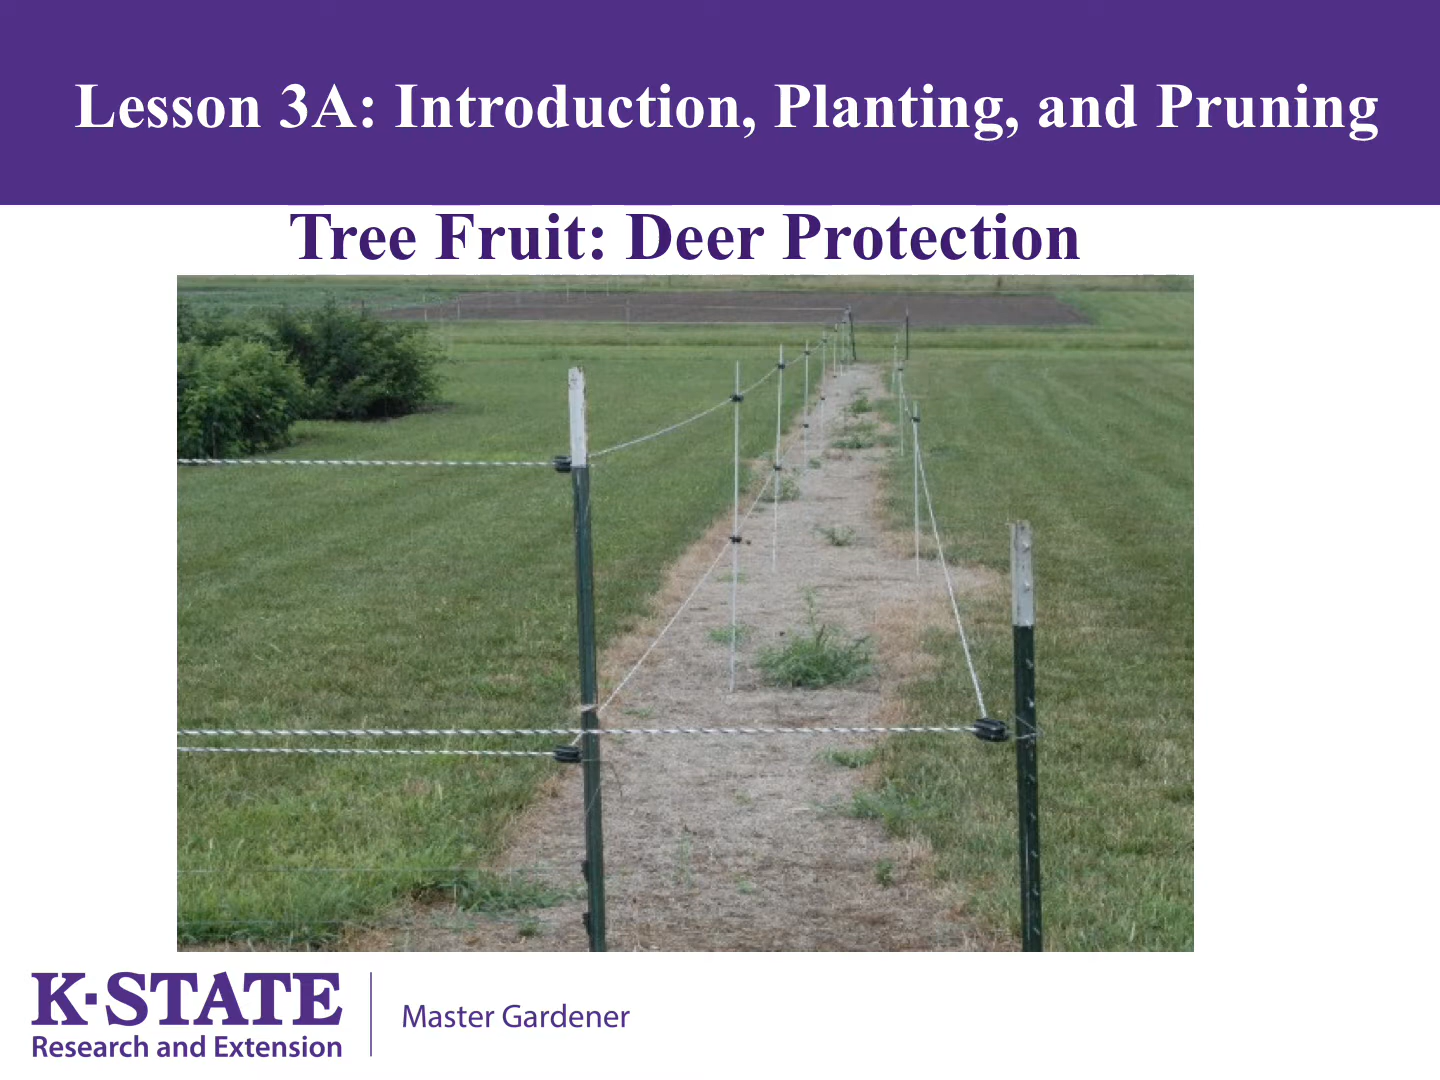 Lesson 3A: Introduction, Planting, and Pruning
Tree Fruit: Deer Protection
K·STATE
Research and Extension
Master Gardener